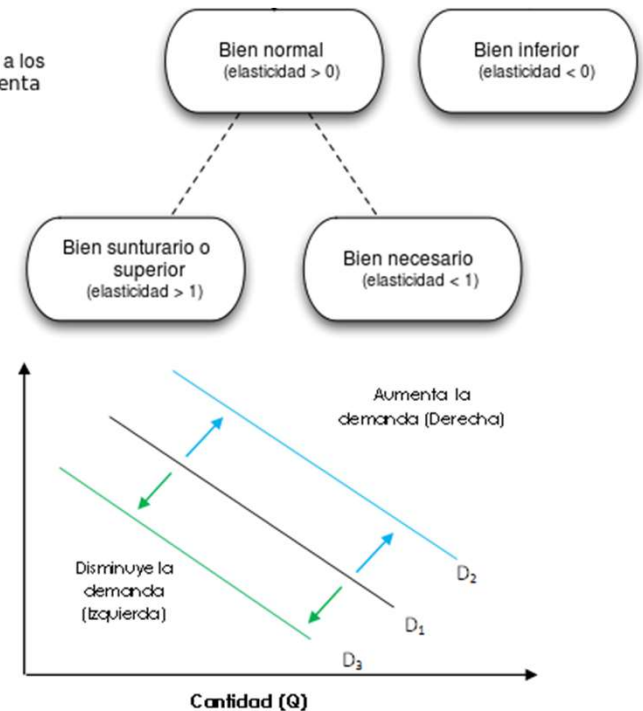 a los
enta
Bien normal
(elasticidad > 0)
Bien inferior
(elasticidad < 0)
Bien sunturario o
superior
(elasticidad > 1)
Bien necesario
(elasticidad < 1)
Aumenta la
demanda (Derecha)
Disminuye la
demanda
(Izquierda)
D₂
D₁
D₃
Cantidad (Q)